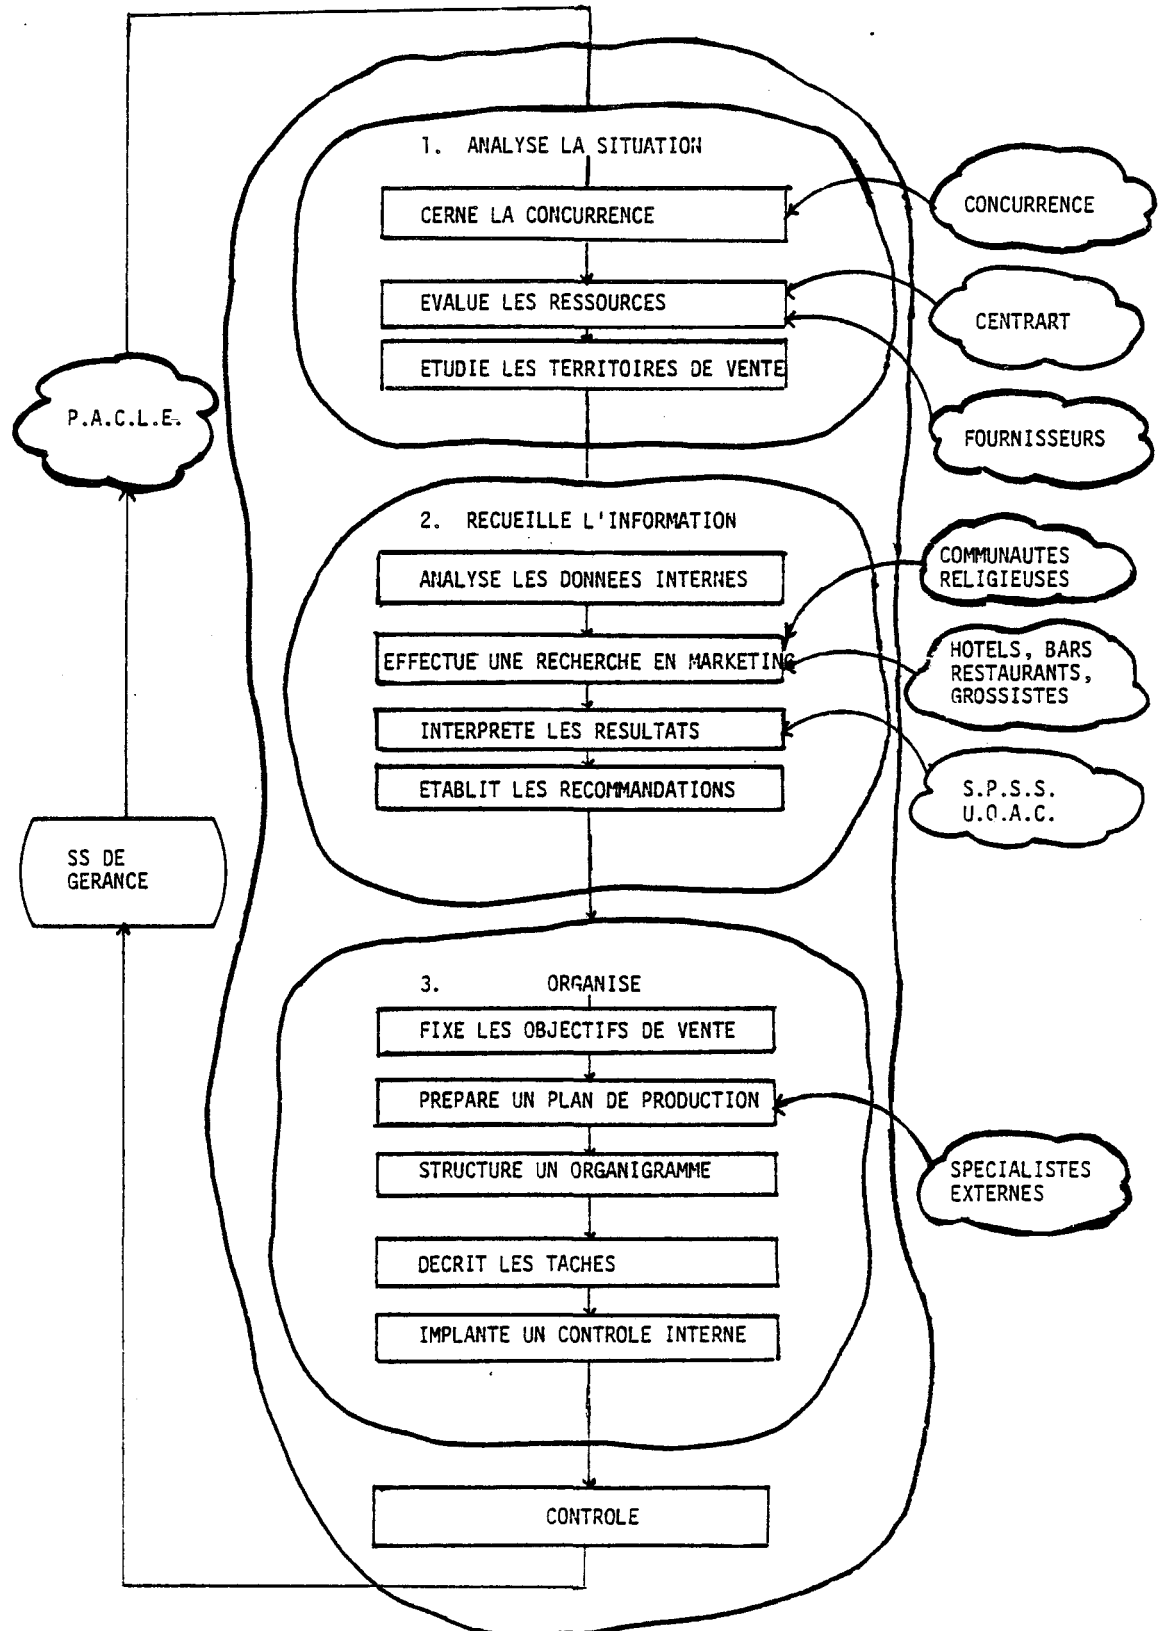 1. ANALYSE LA SITUATION
CERNE LA CONCURRENCE
EVALUE LES RESSOURCES
ETUDIE LES TERRITOIRES DE VENTE
CONCURRENCE
CENTRART
FOURNISSEURS
P.A.C.L.E.
2. RECUEILLE L'INFORMATION
ANALYSE LES DONNEES INTERNES
EFFECTUE UNE RECHERCHE EN MARKETING
INTERPRETE LES RESULTATS
ETABLIT LES RECOMMANDATIONS
COMMUNAUTES
RELIGIEUSES
HOTELS, BARS
RESTAURANTS,
GROSSISTES
S.P.S.S.
U.Q.A.C.
SS DE
GERANCE
3. ORGANISE
FIXE LES OBJECTIFS DE VENTE
PREPARE UN PLAN DE PRODUCTION
STRUCTURE UN ORGANIGRAMME
DECRIT LES TACHES
IMPLANTE UN CONTROLE INTERNE
SPECIALISTES
EXTERNES
CONTROLE